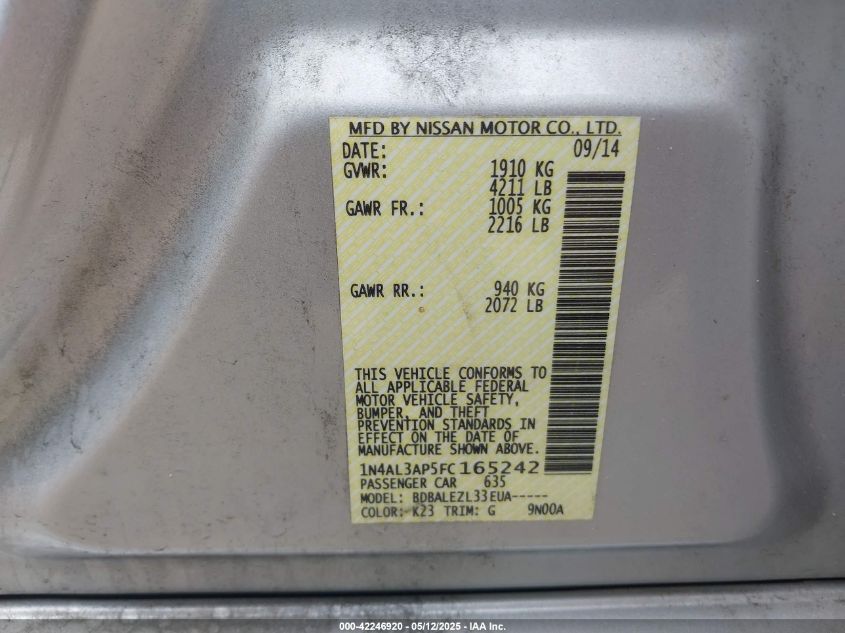 MFD BY NISSAN MOTOR CO., LTD.
DATE: 09/14
GVWR: 1910 KG
4211 LB
GAWR FR.: 1005 KG
2216 LB
GAWR RR.: 940 KG
2072 LB
THIS VEHICLE CONFORMS TO
ALL APPLICABLE FEDERAL
MOTOR VEHICLE SAFETY,
BUMPER, AND THEFT
PREVENTION STANDARDS IN
EFFECT ON THE DATE OF
MANUFACTURE SHOWN ABOVE.
1N4AL3AP5FC165242
PASSENGER CAR 635
MODEL: BDBALEZL33EUA-----
COLOR: K23 TRIM: G 9N00A
000-42246920 - 05/12/2025 - IAA Inc.